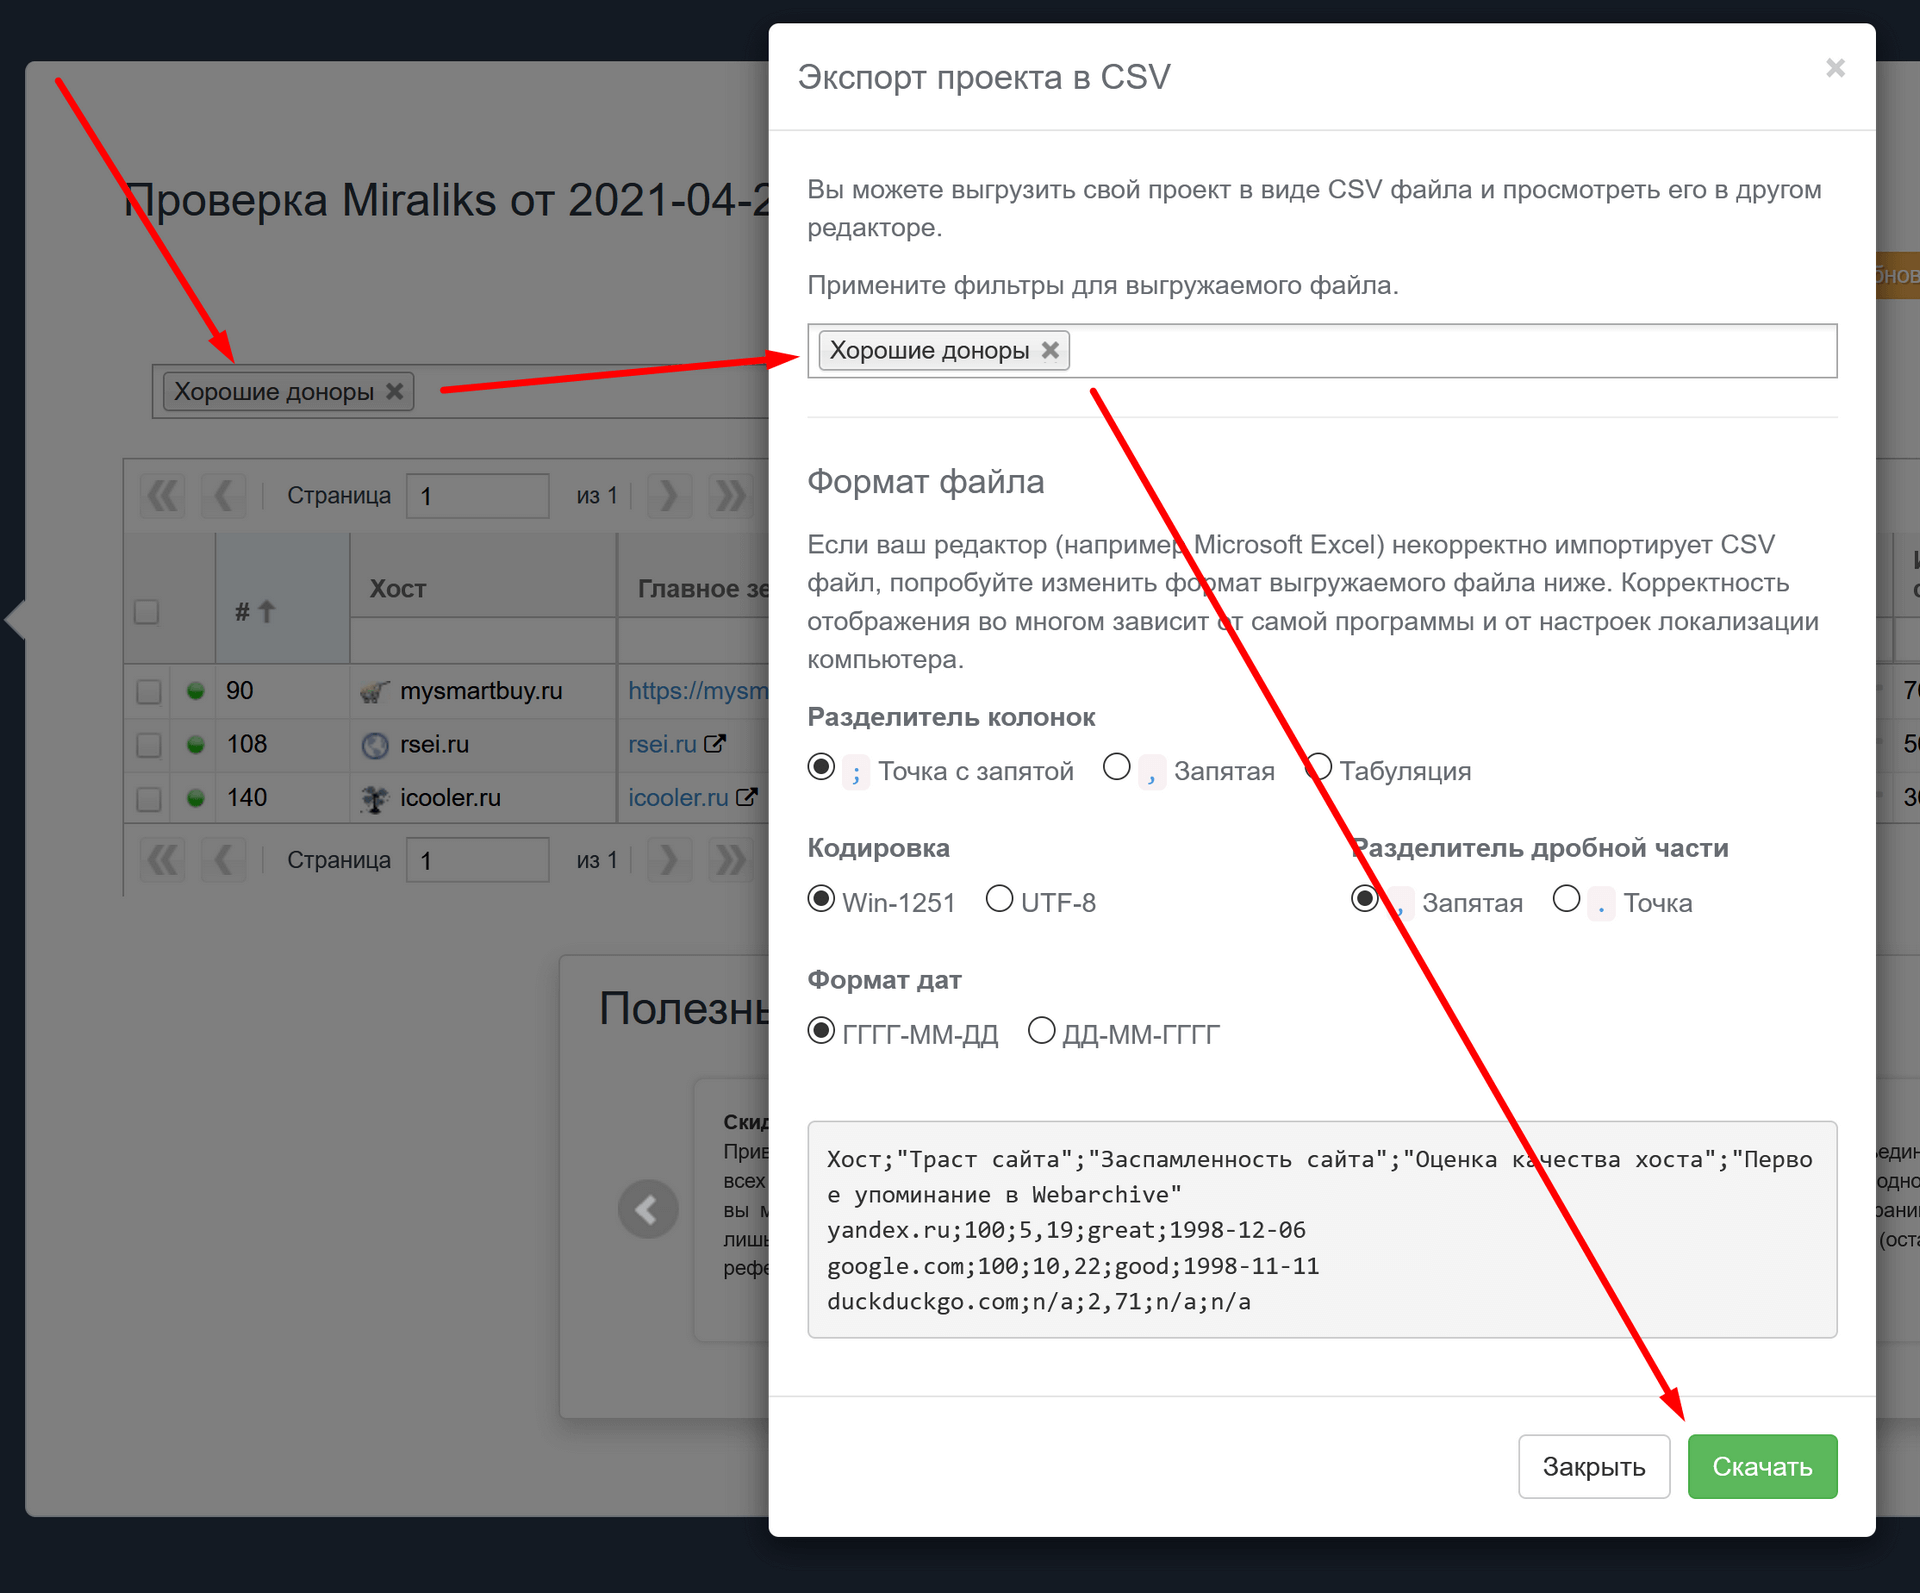 Экспорт проекта в CSV
Вы можете выгрузить свой проект в виде CSV файла и просмотреть его в другом
редакторе.
Примените фильтры для выгружаемого файла.
Хорошие доноры
Формат файла
Если ваш редактор (например Microsoft Excel) некорректно импортирует CSV
файл, попробуйте изменить формат выгружаемого файла ниже. Корректность
отображения во многом зависит от самой программы и от настроек локализации
компьютера.
Разделитель колонок
; Точка с запятой , Запятая Табуляция
Кодировка Разделитель дробной части
Win-1251 UTF-8 , Запятая . Точка
Формат дат
ГГГГ-ММ-ДД ДД-ММ-ГГГГ
Хост;"Траст сайта";"Заспамленность сайта";"Оценка качества хоста";"Перво
е упоминание в Webarchive"
yandex.ru;100;5,19;great;1998-12-06
google.com;100;10,22;good;1998-11-11
duckduckgo.com;n/a;2,71;n/a;n/a
Закрыть Скачать
Проверка Miraliks от 2021-04-2
Хорошие доноры
Страница 1 из 1
# Хост Главное зе
90 mysmartbuy.ru https://mysm
108 rsei.ru rsei.ru
140 icooler.ru icooler.ru
Страница 1 из 1
Полезны
Скид
Прив
всех
вы м
лишь
рефе